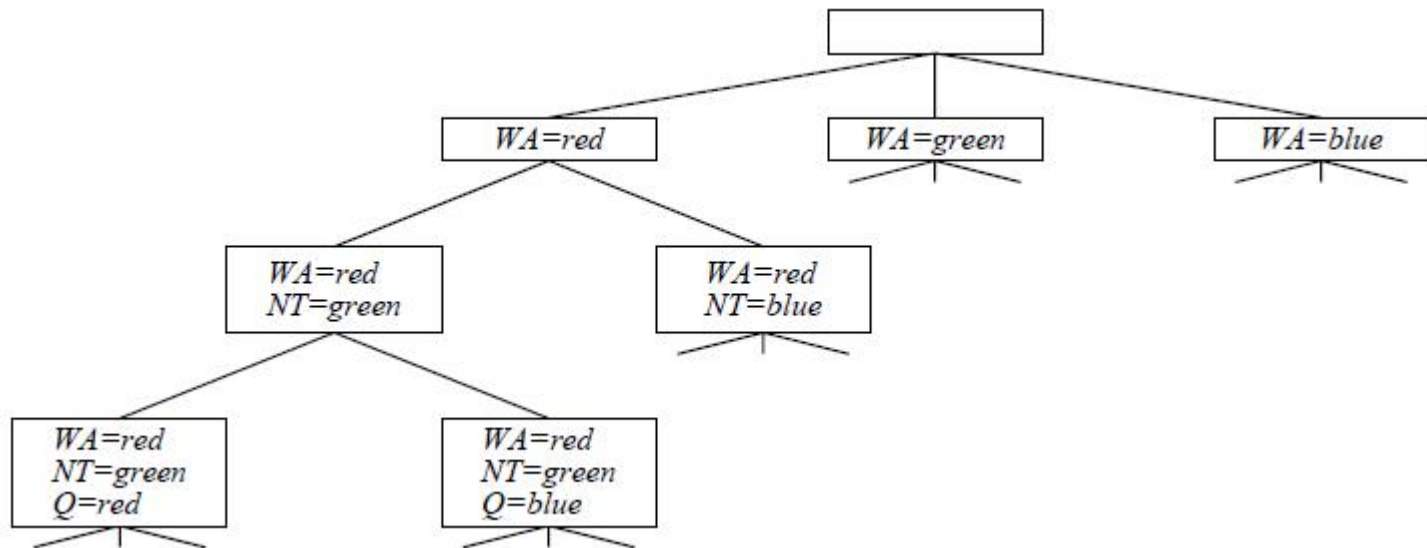 WA=red
WA=green
WA=blue
WA=red
NT=green
WA=red
NT=blue
WA=red
NT=green
Q=red
WA=red
NT=green
Q=blue